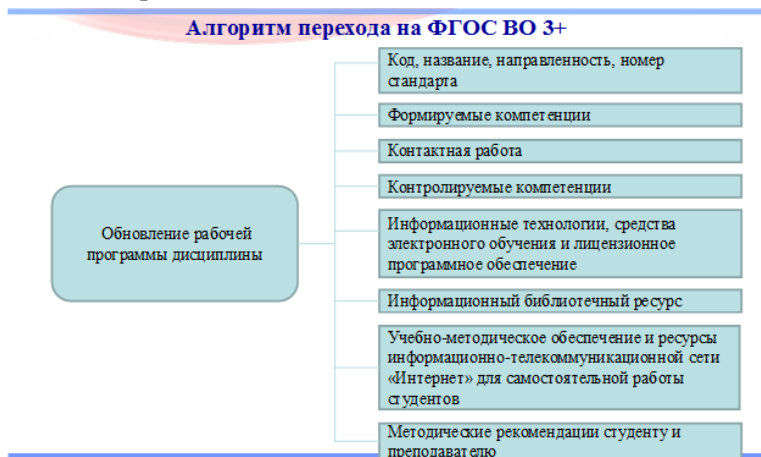 Алгоритм перехода на ФГОС ВО 3+
Код, название, направленность, номер
стандарта
Формируемые компетенции
Контактная работа
Контролируемые компетенции
Обновление рабочей
программы дисциплины
Информационные технологии, средства
электронного обучения и лицензионное
программное обеспечение
Информационный библиотечный ресурс
Учебно-методическое обеспечение и ресурсы
информационно-телекоммуникационной сети
«Интернет» для самостоятельной работы
студентов
Методические рекомендации студенту и
преподавателю